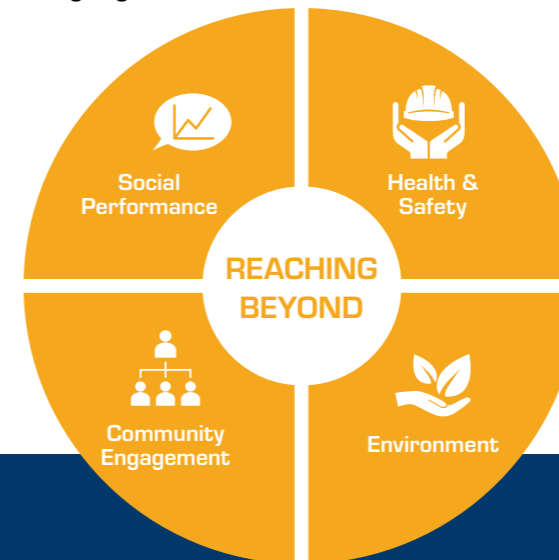 Social
Performance
Health &
Safety
REACHING
BEYOND
Community
Engagement
Environment